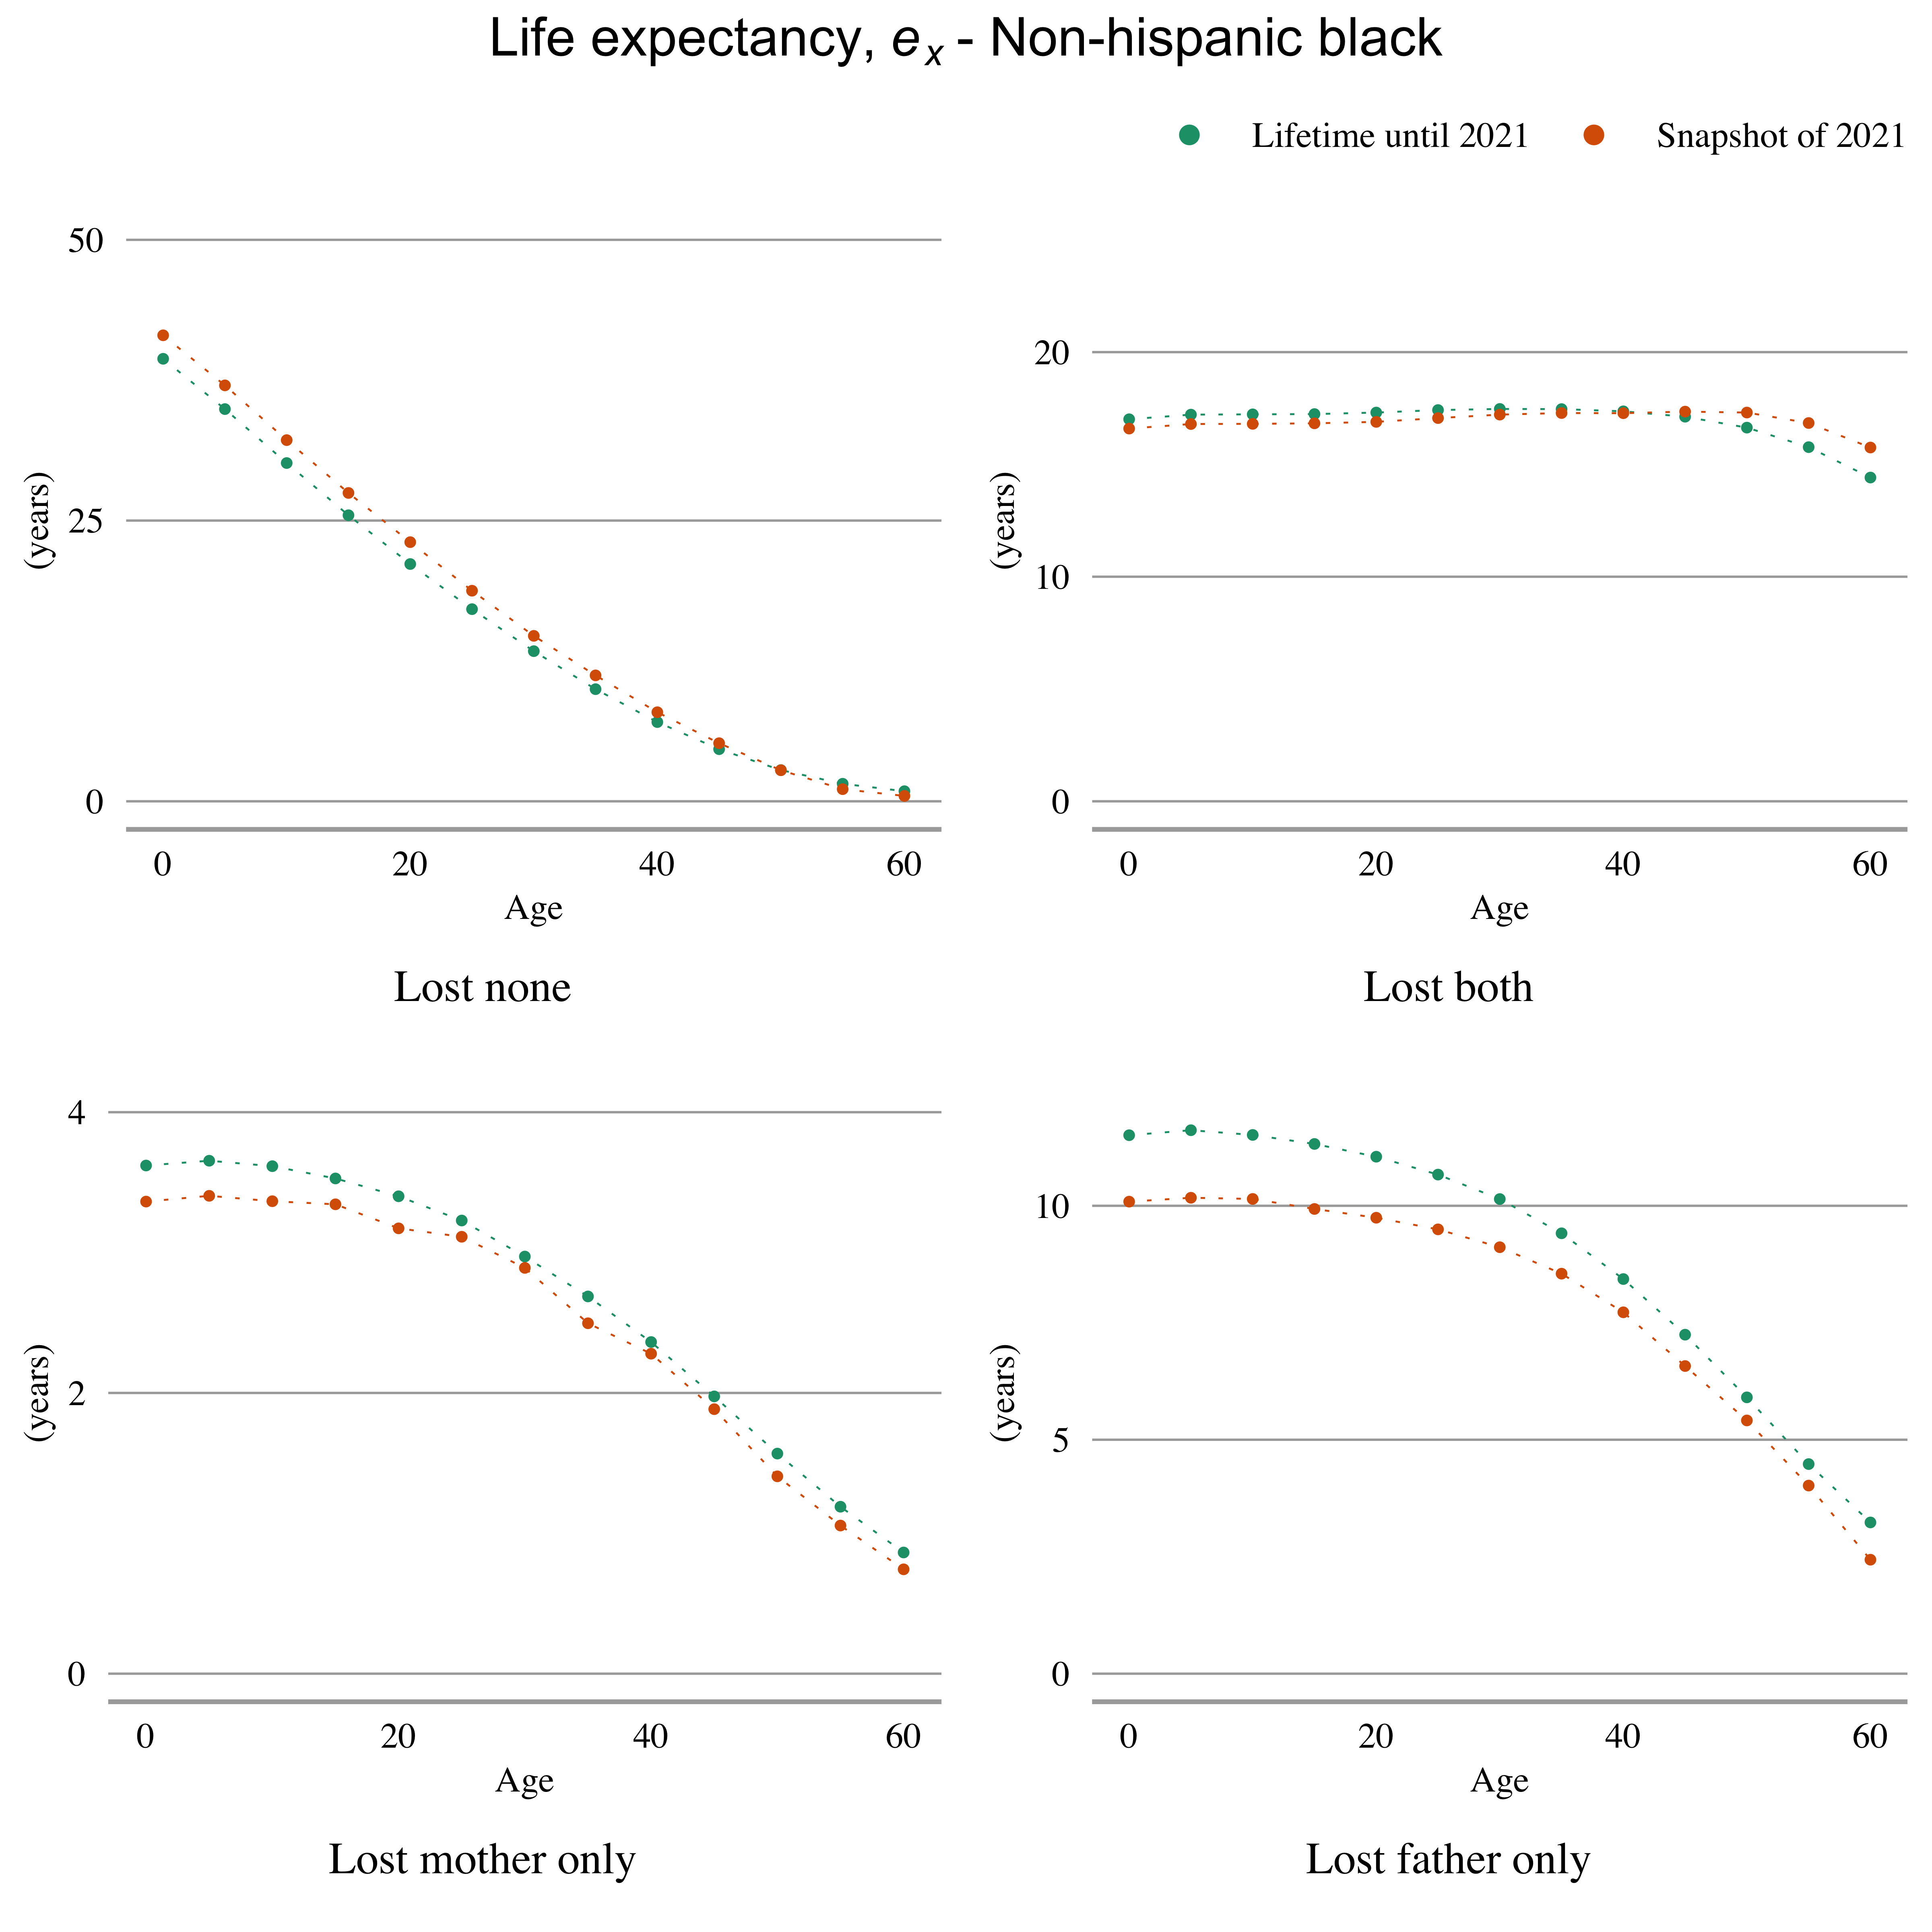 Life expectancy, ex - Non-hispanic black
Lifetime until 2021 Snapshot of 2021
50
25
0
(years)
0 20 40 60
Age
Lost none
20
10
0
(years)
0 20 40 60
Age
Lost both
4
2
0
(years)
0 20 40 60
Age
Lost mother only
10
5
0
(years)
0 20 40 60
Age
Lost father only